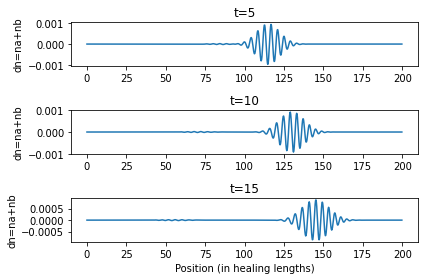 t=5
dn=na+nb
0.001
0.000
−0.001
0 25 50 75 100 125 150 175 200
t=10
dn=na+nb
0.001
0.000
−0.001
0 25 50 75 100 125 150 175 200
t=15
dn=na+nb
0.0005
0.0000
−0.0005
0 25 50 75 100 125 150 175 200
Position (in healing lengths)